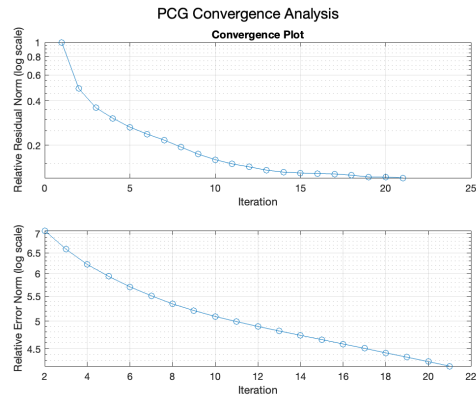 PCG Convergence Analysis
Convergence Plot
Relative Residual Norm (log scale)
1
0.8
0.6
0.4
0.2
0 5 10 15 20 25
Iteration
Relative Error Norm (log scale)
7
6.5
6
5.5
5
4.5
2 4 6 8 10 12 14 16 18 20 22
Iteration